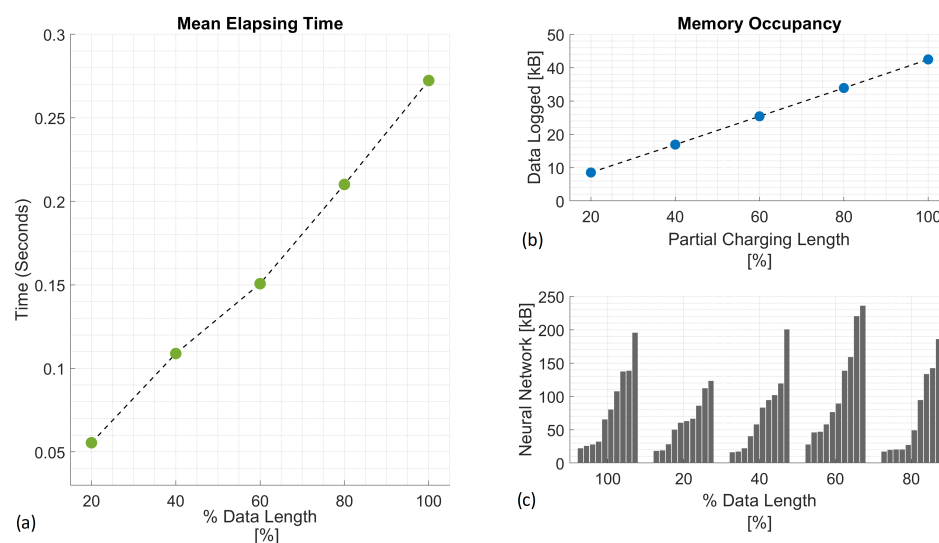 Mean Elapsing Time
0.3
0.25
0.2
0.15
0.1
0.05
Time (Seconds)
20 40 60 80 100
% Data Length
[%]
(a)
Memory Occupancy
50
40
30
20
10
0
Data Logged [kB]
20 40 60 80 100
Partial Charging Length
[%]
(b)
250
200
150
100
50
0
Neural Network [kB]
100 20 40 60 80
% Data Length
[%]
(c)